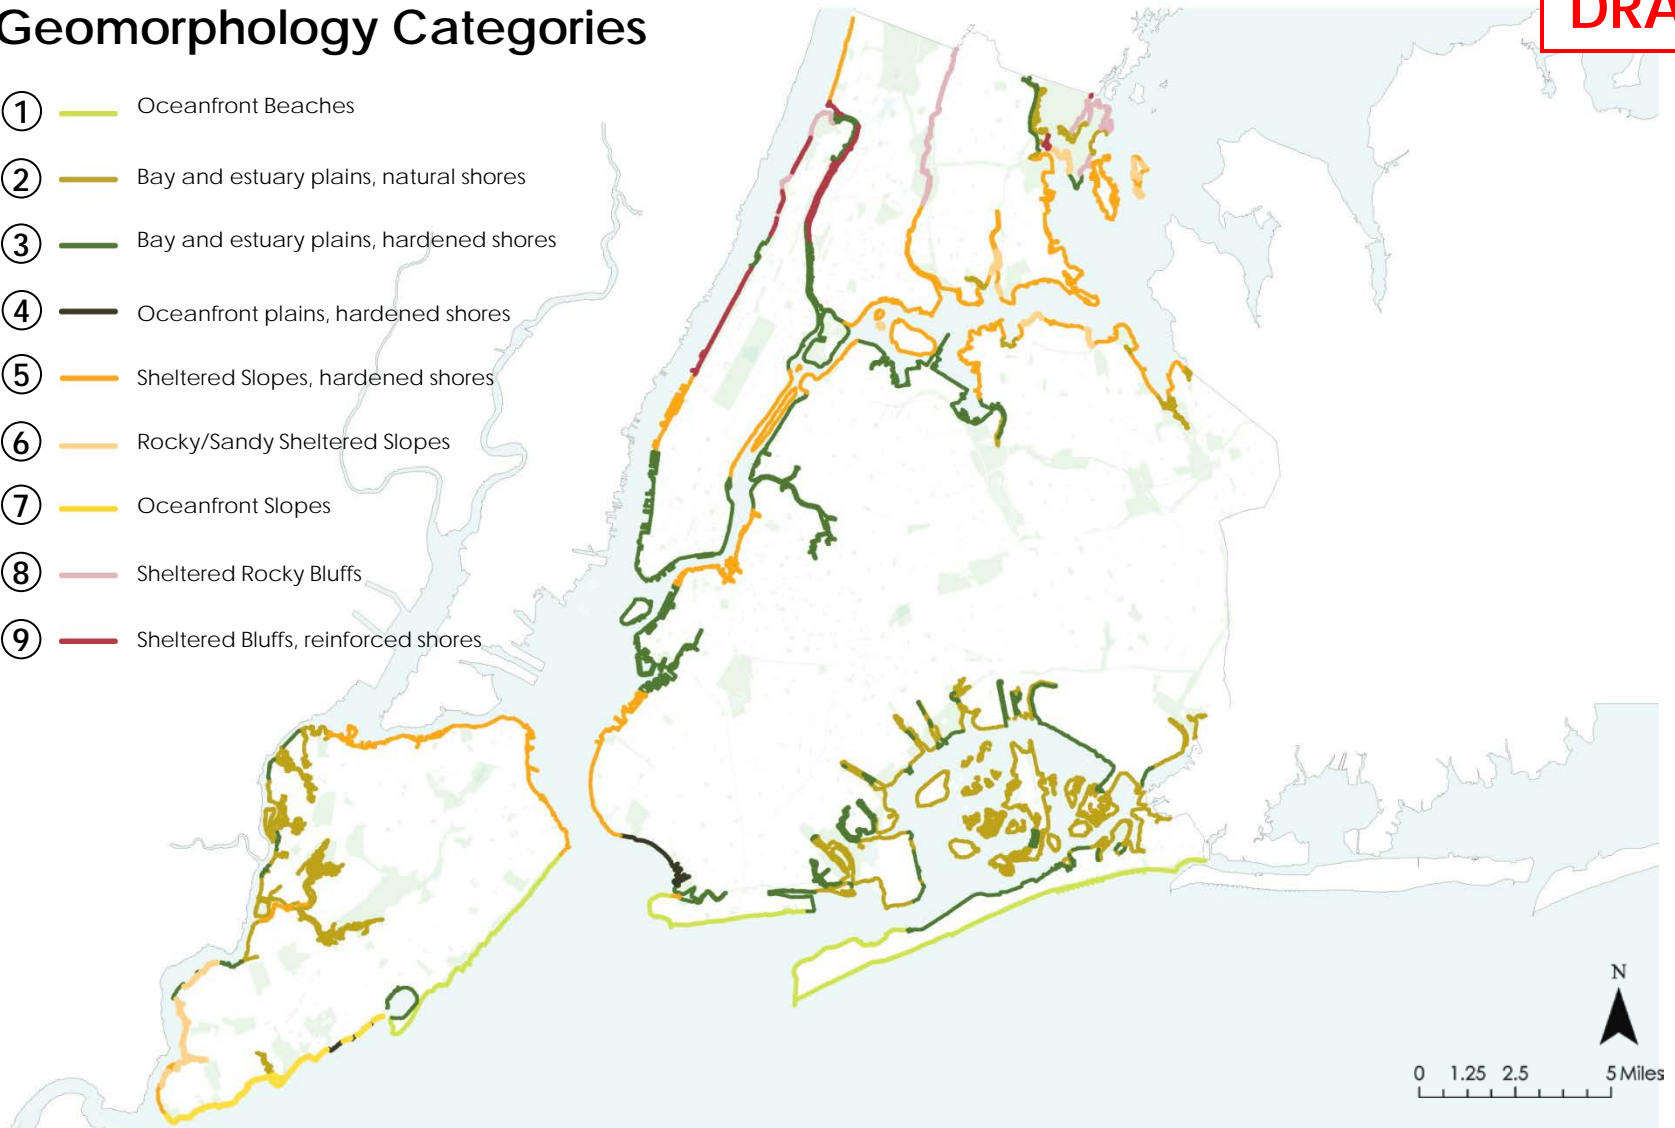 Geomorphology Categories
DRA
1 Oceanfront Beaches
2 Bay and estuary plains, natural shores
3 Bay and estuary plains, hardened shores
4 Oceanfront plains, hardened shores
5 Sheltered Slopes, hardened shores
6 Rocky/Sandy Sheltered Slopes
7 Oceanfront Slopes
8 Sheltered Rocky Bluffs
9 Sheltered Bluffs, reinforced shores
N
0 1.25 2.5 5 Miles